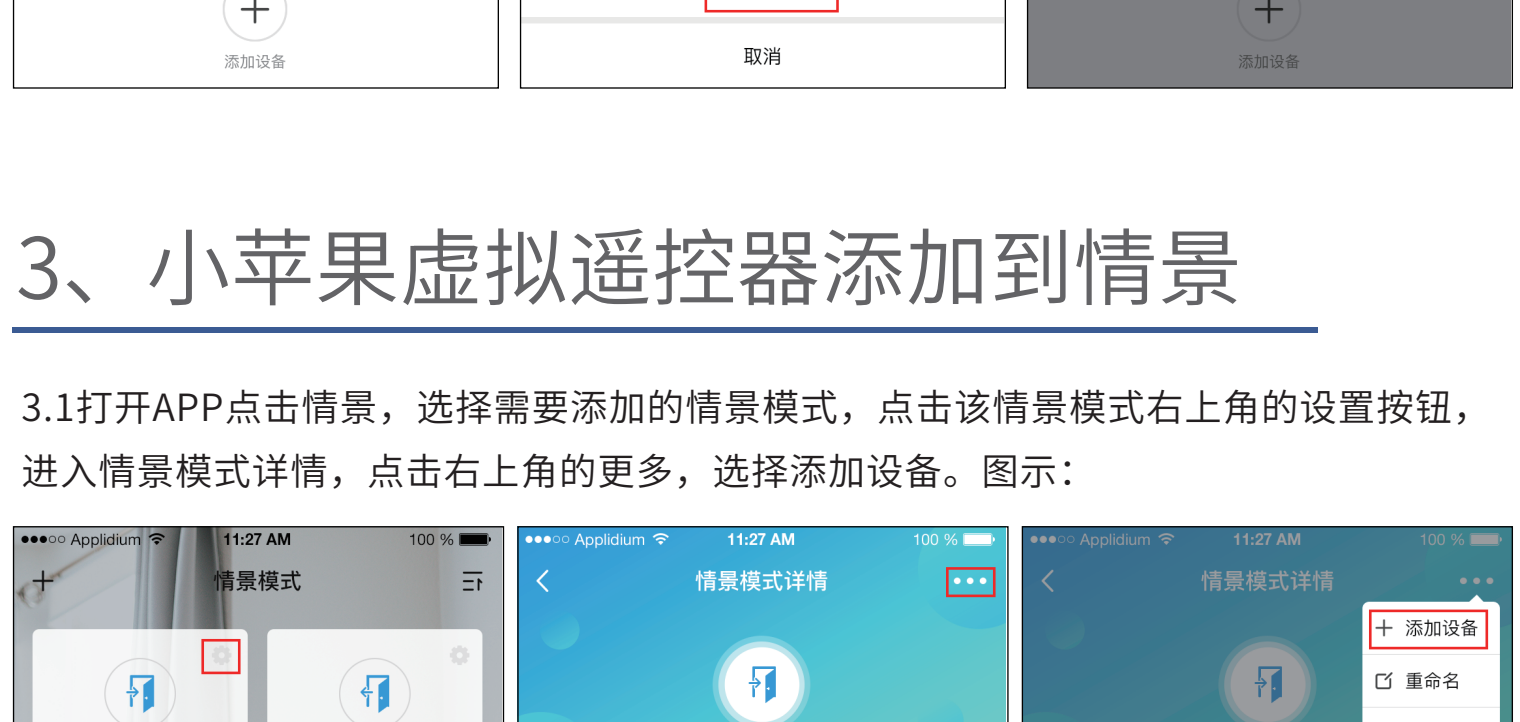 添加设备
取消
添加设备
3、小苹果虚拟遥控器添加到情景
3.1打开APP点击情景，选择需要添加的情景模式，点击该情景模式右上角的设置按钮，
进入情景模式详情，点击右上角的更多，选择添加设备。图示：
Applidium 11:27 AM 100 %
情景模式
Applidium 11:27 AM 100 %
情景模式详情
Applidium 11:27 AM 100 %
情景模式详情
添加设备
重命名